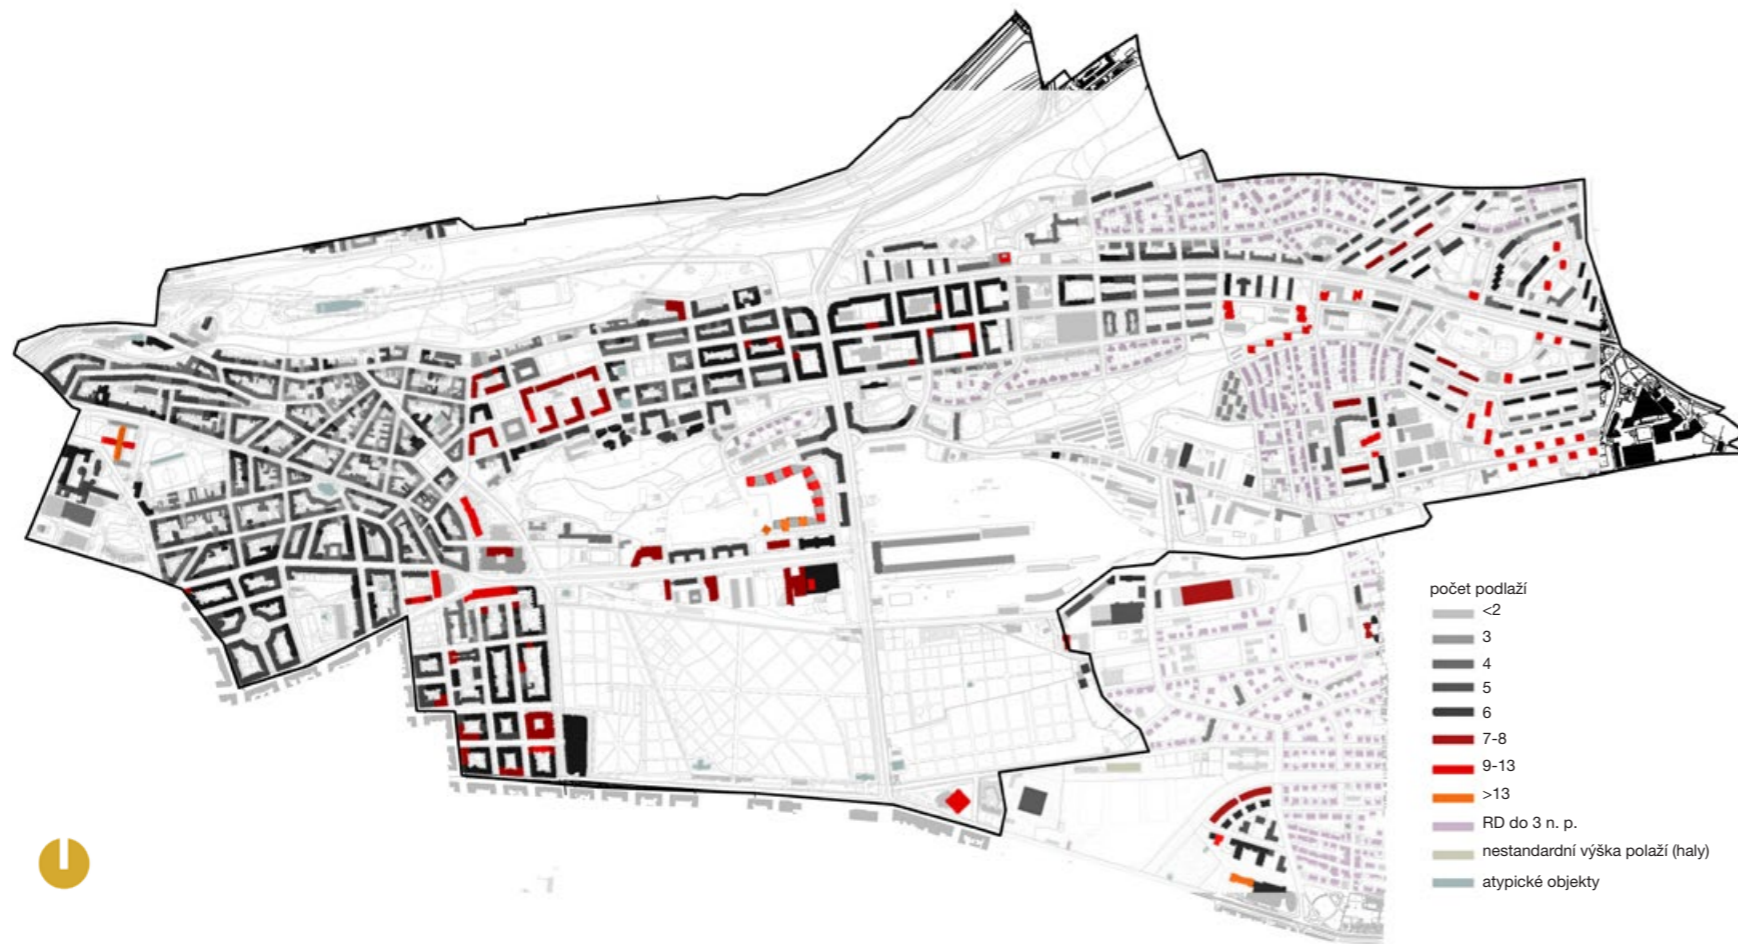 počet podlaží
<2
3
4
5
6
7-8
9-13
>13
RD do 3 n. p.
nestandardní výška polaží (haly)
atypické objekty